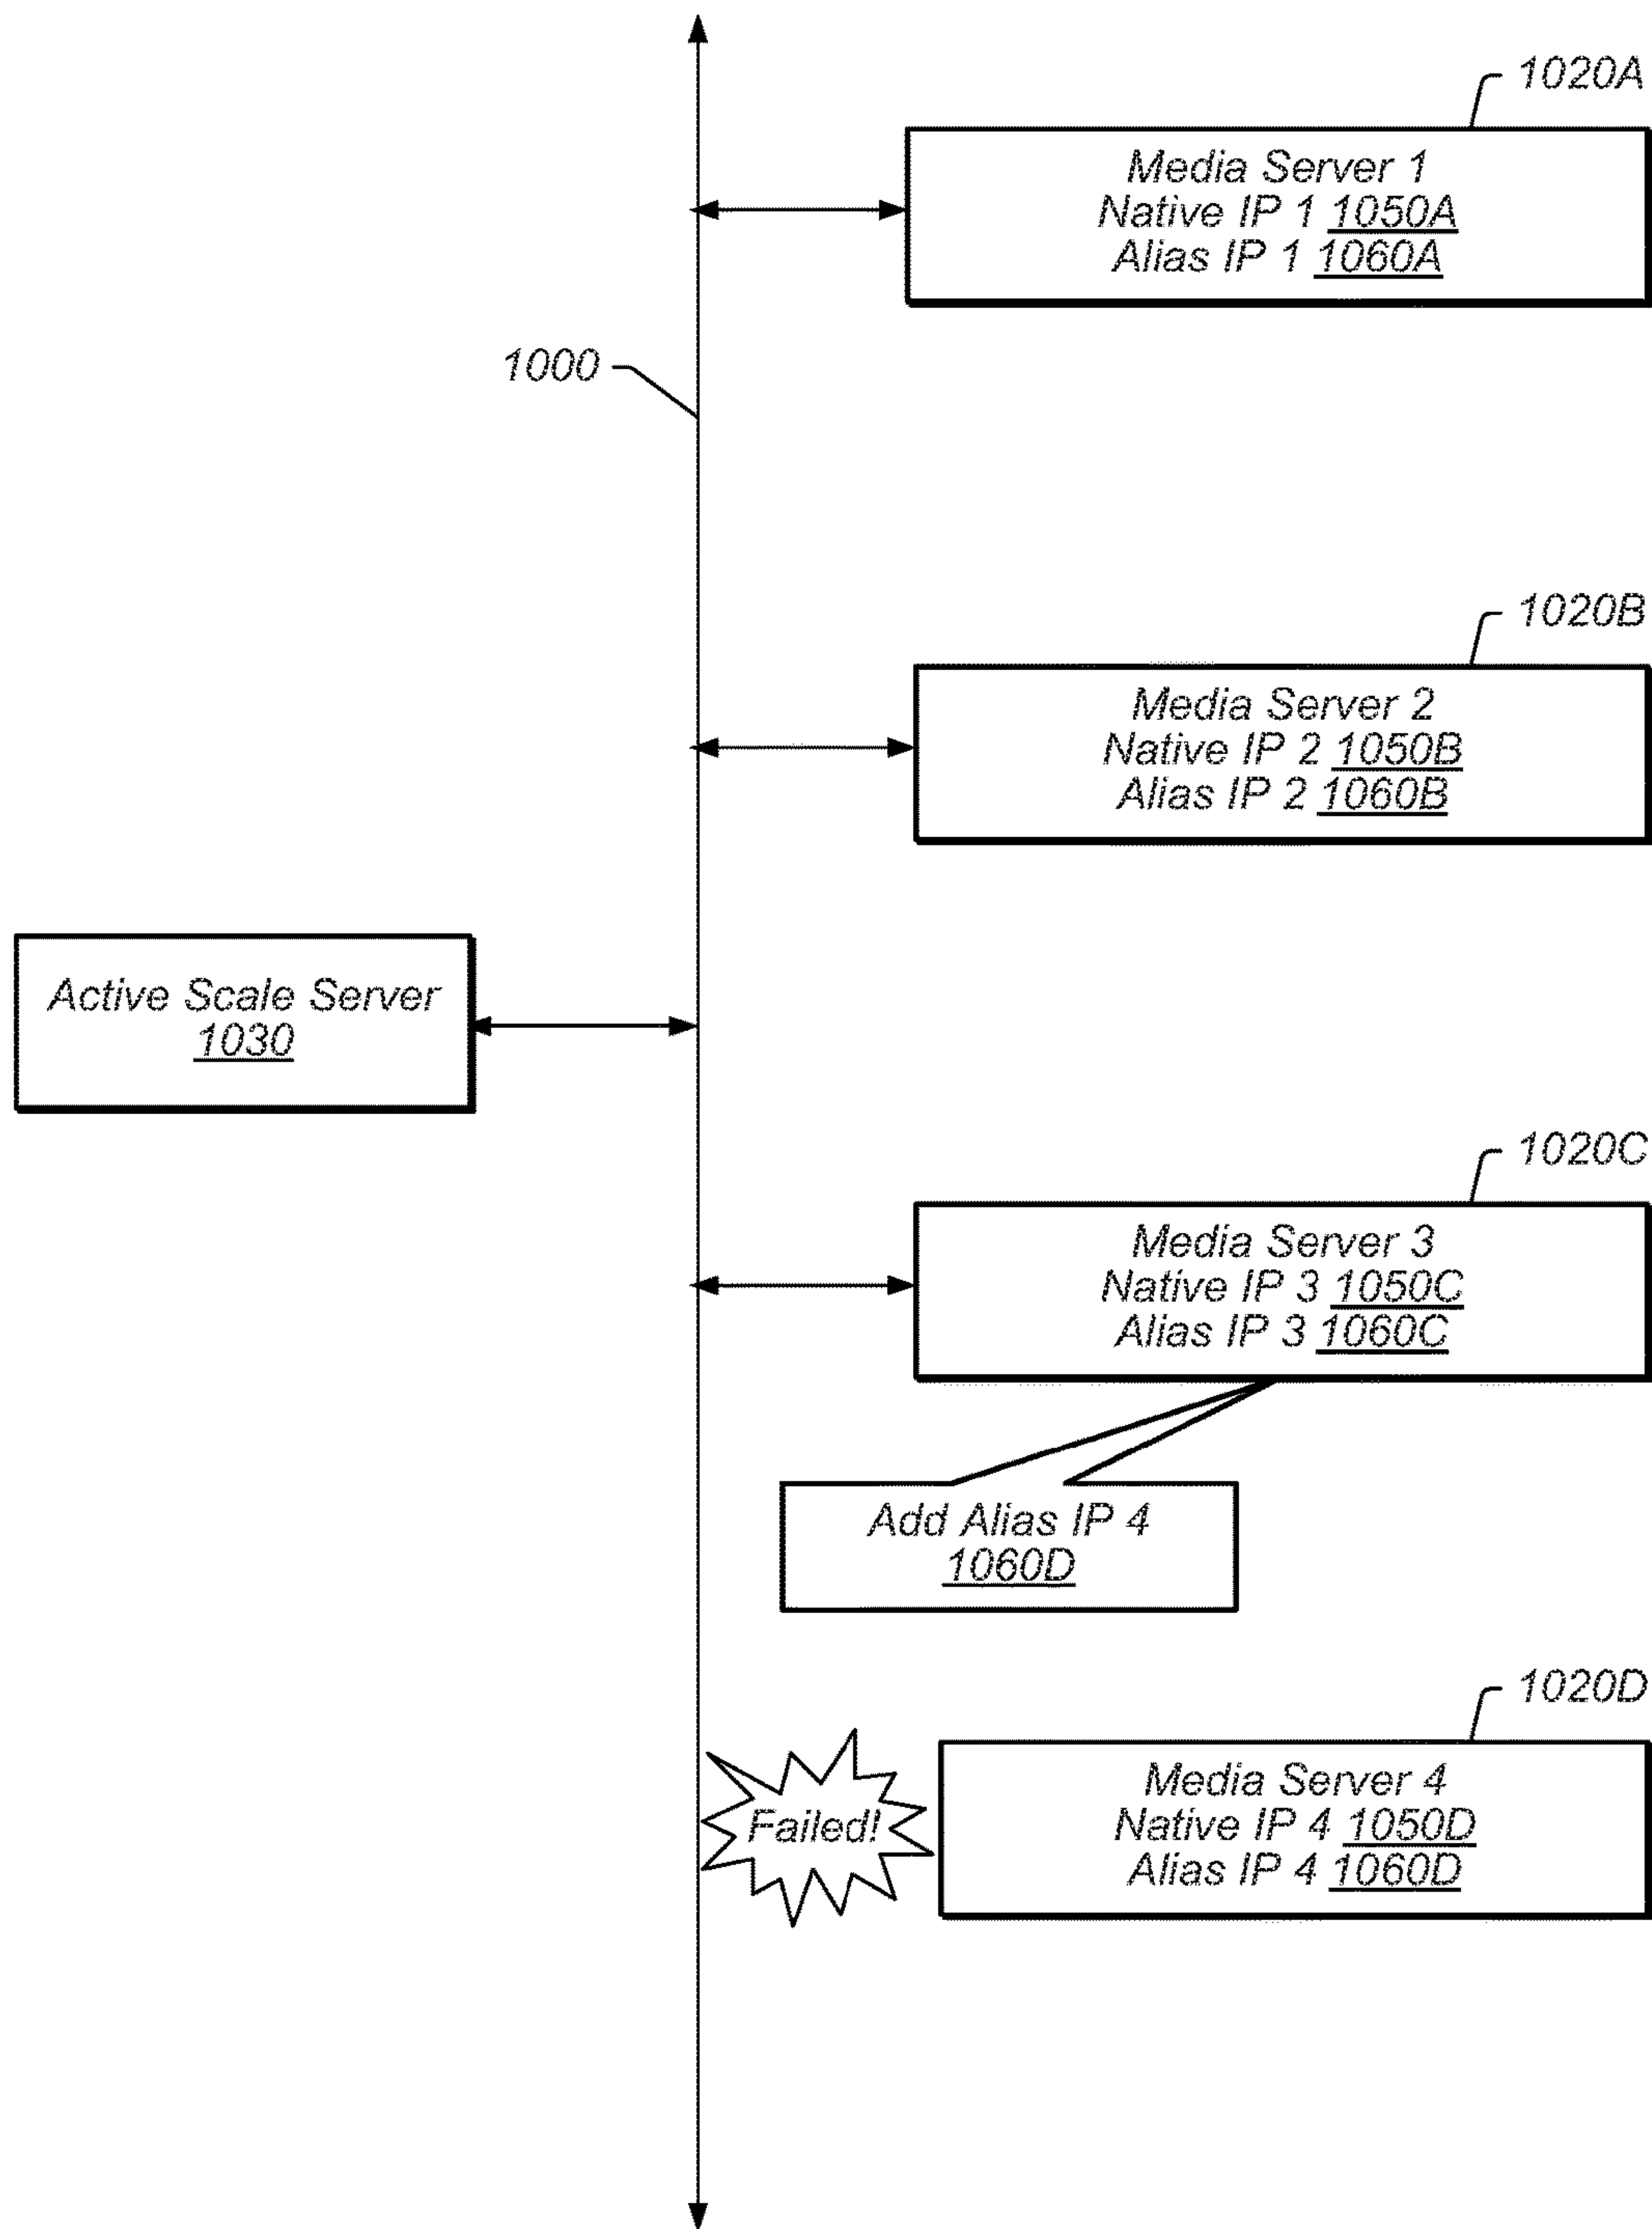 1020A
Media Server 1
Native IP 1 1050A
Alias IP 1 1060A
1000
1020B
Media Server 2
Native IP 2 1050B
Alias IP 2 1060B
Active Scale Server
1030
1020C
Media Server 3
Native IP 3 1050C
Alias IP 3 1060C
Add Alias IP 4
1060D
1020D
Media Server 4
Native IP 4 1050D
Alias IP 4 1060D
Failed!